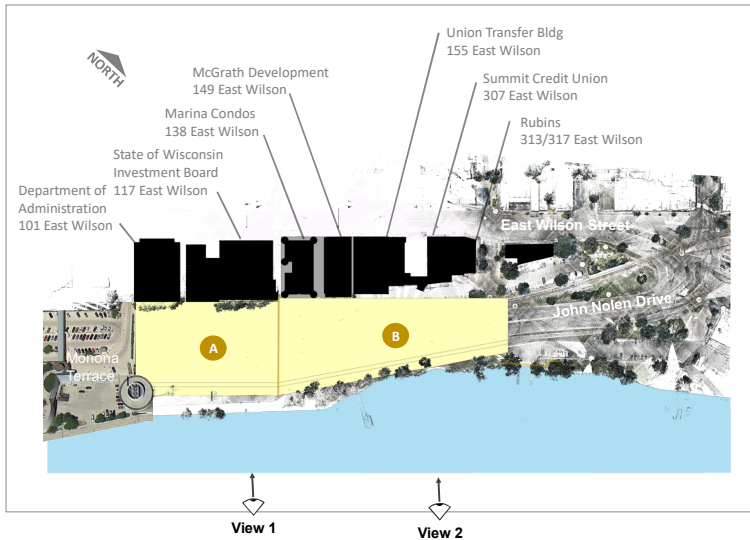 NORTH
Union Transfer Bldg
155 East Wilson
McGrath Development
149 East Wilson
Summit Credit Union
307 East Wilson
Marina Condos
138 East Wilson
Rubins
313/317 East Wilson
State of Wisconsin
Investment Board
117 East Wilson
Department of
Administration
101 East Wilson
East Wilson Street
John Nolen Drive
Monona
Terrace
A
B
View 1
View 2